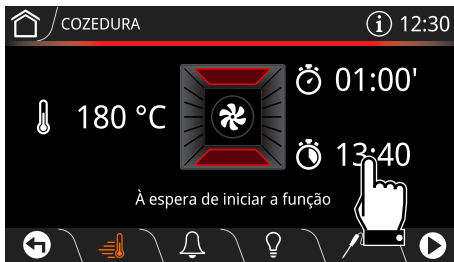 COZEDURA 12:30
01:00'
180 °C
13:40
À espera de iniciar a função